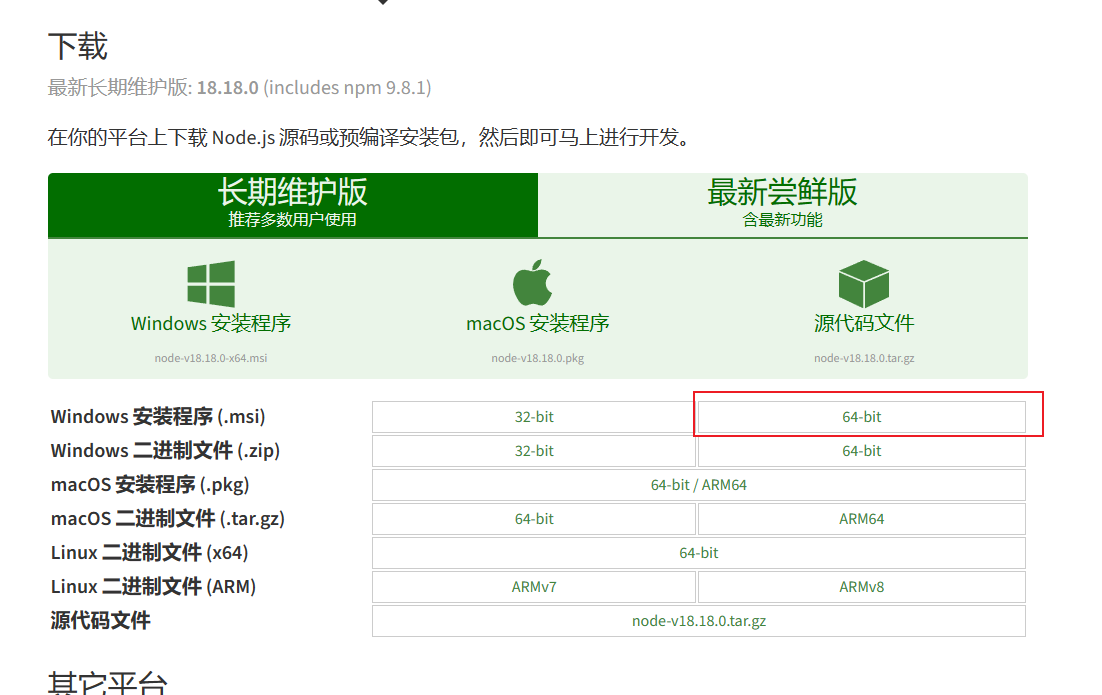 下载
最新长期维护版: 18.18.0 (includes npm 9.8.1)
在你的平台上下载 Node.js 源码或预编译安装包，然后即可马上进行开发。
长期维护版
推荐多数用户使用
最新尝鲜版
含最新功能
Windows 安装程序
node-v18.18.0-x64.msi
macOS 安装程序
node-v18.18.0.pkg
源代码文件
node-v18.18.0.tar.gz
Windows 安装程序 (.msi) 32-bit 64-bit
Windows 二进制文件 (.zip) 32-bit 64-bit
macOS 安装程序 (.pkg) 64-bit / ARM64
macOS 二进制文件 (.tar.gz) 64-bit ARM64
Linux 二进制文件 (x64) 64-bit
Linux 二进制文件 (ARM) ARMv7 ARMv8
源代码文件 node-v18.18.0.tar.gz
其它平台